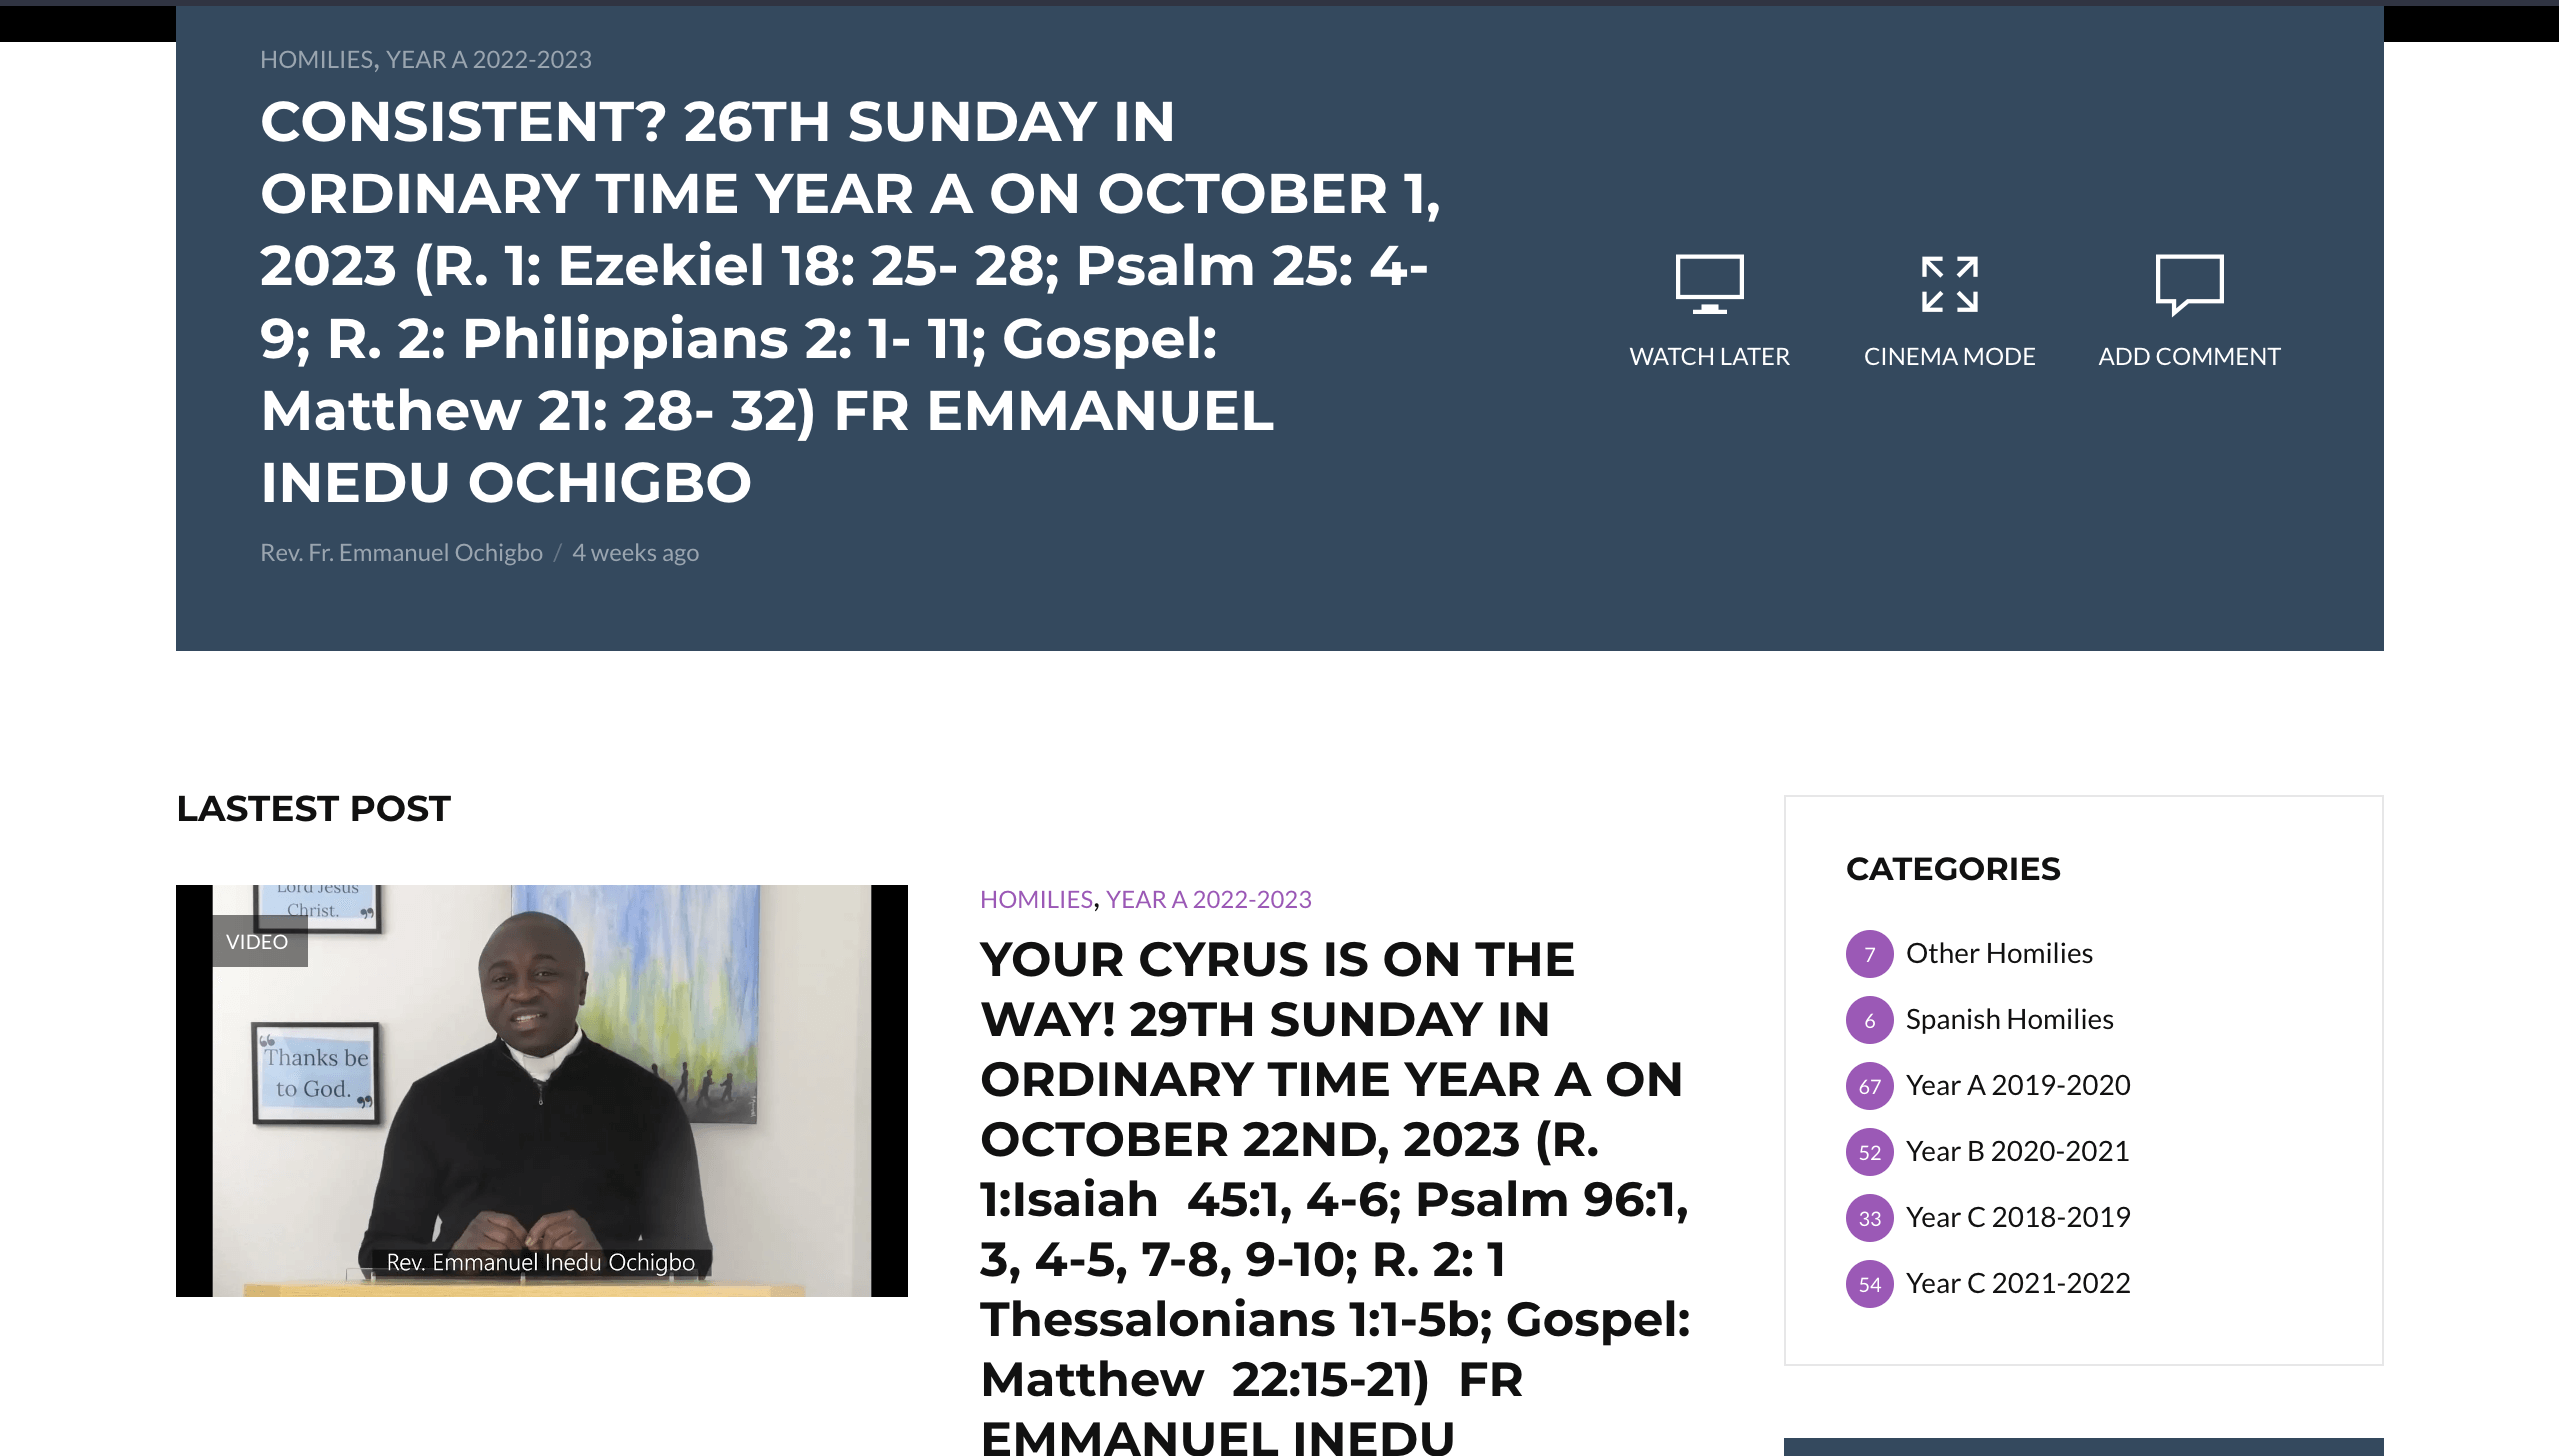 HOMILIES, YEAR A 2022-2023
CONSISTENT? 26TH SUNDAY IN
ORDINARY TIME YEAR A ON OCTOBER 1,
2023 (R. 1: Ezekiel 18: 25- 28; Psalm 25: 4-
9; R. 2: Philippians 2: 1- 11; Gospel:
Matthew 21: 28- 32) FR EMMANUEL
INEDU OCHIGBO
Rev. Fr. Emmanuel Ochigbo / 4 weeks ago
WATCH LATER
CINEMA MODE
ADD COMMENT
LASTEST POST
Lord Jesus
Christ. ”
VIDEO
“
Thanks be
to God. ”
Rev. Emmanuel Inedu Ochigbo
HOMILIES, YEAR A 2022-2023
YOUR CYRUS IS ON THE
WAY! 29TH SUNDAY IN
ORDINARY TIME YEAR A ON
OCTOBER 22ND, 2023 (R.
1:Isaiah  45:1, 4-6; Psalm 96:1,
3, 4-5, 7-8, 9-10; R. 2: 1
Thessalonians 1:1-5b; Gospel:
Matthew  22:15-21)  FR
EMMANUEL INEDU
CATEGORIES
7 Other Homilies
6 Spanish Homilies
67 Year A 2019-2020
52 Year B 2020-2021
33 Year C 2018-2019
54 Year C 2021-2022